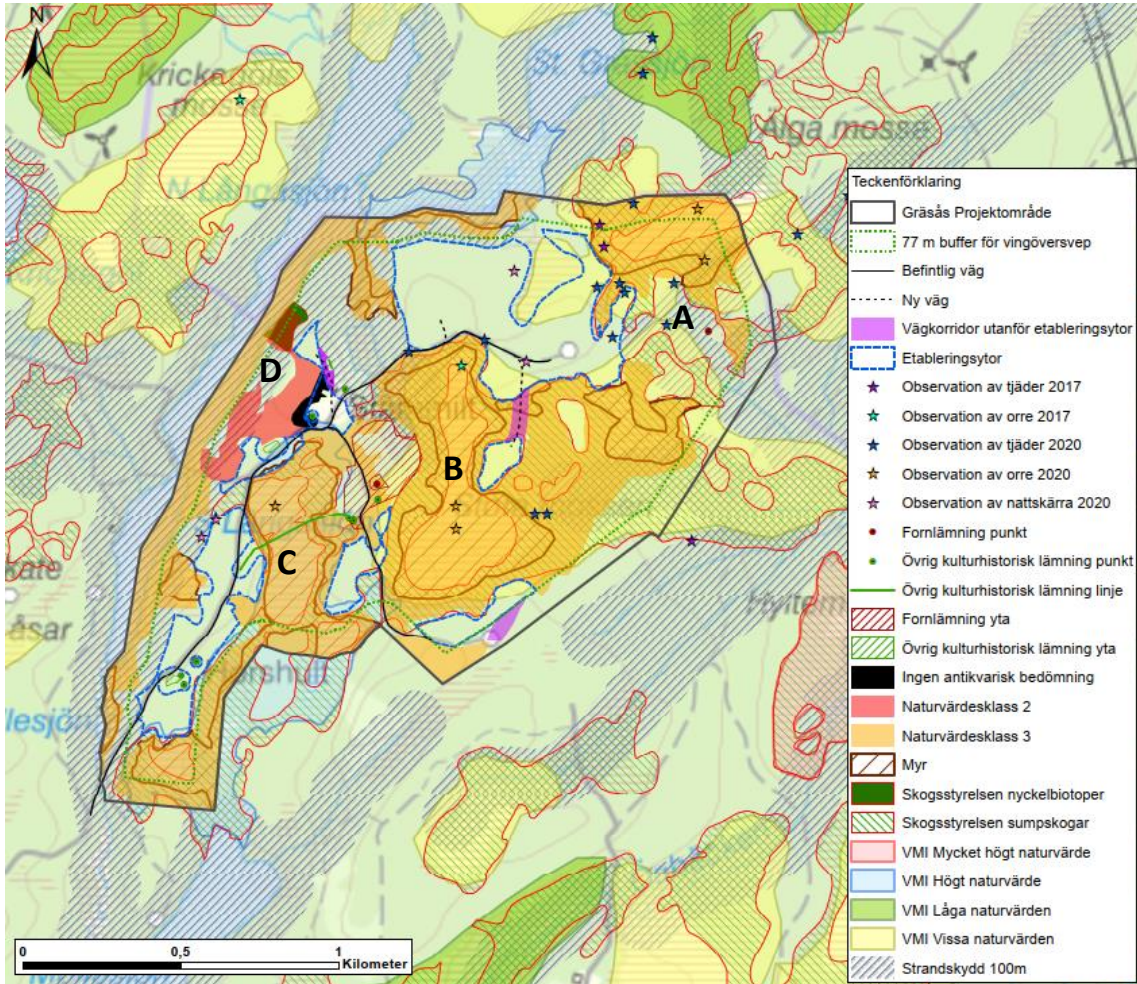 N
Krickagols
mosse
St. G
Älga mosse
N Långasjön
A
D
B
C
åsar
Horshult
0
0,5
1
Kilometer
Teckenförklaring
Gräsås Projektområde
77 m buffer för vingöversvep
Befintlig väg
Ny väg
Vägkorridor utanför etableringsytor
Etableringsytor
Observation av tjäder 2017
Observation av orre 2017
Observation av tjäder 2020
Observation av orre 2020
Observation av nattskärra 2020
Fornlämning punkt
Övrig kulturhistorisk lämning punkt
Övrig kulturhistorisk lämning linje
Fornlämning yta
Övrig kulturhistorisk lämning yta
Ingen antikvarisk bedömning
Naturvärdesklass 2
Naturvärdesklass 3
Myr
Skogsstyrelsen nyckelbiotoper
Skogsstyrelsen sumpskogar
VMI Mycket högt naturvärde
VMI Högt naturvärde
VMI Låga naturvärden
VMI Vissa naturvärden
Strandskydd 100m